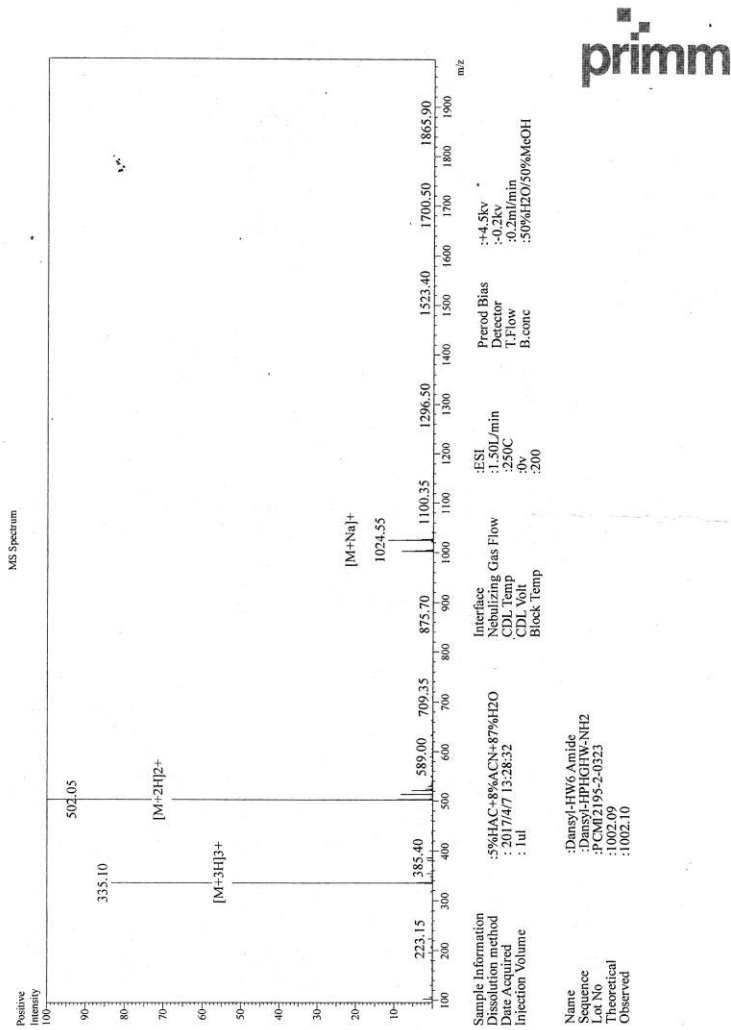 primm
MS Spectrum
Positive
Intensity
100
90
80
70
60
50
40
30
20
10
502.05
335.10
[M+2H]2+
[M+3H]3+
[M+Na]+
1024.55
223.15 385.40 589.00 709.35 875.70 1100.35 1296.50 1523.40 1700.50 1865.90
100 200 300 400 500 600 700 800 900 1000 1100 1200 1300 1400 1500 1600 1700 1800 1900 m/z
Sample Information
Dissolution method :5%HAC+8%ACN+87%H2O
Date Acquired : 2017/4/7 13:28:32
Injection Volume : 1ul
Interface :ESI
Nebulizing Gas Flow :1.50L/min
CDL Temp :250C
CDL Volt :0v
Block Temp :200
Prerod Bias :+4.5kv
Detector :-0.2kv
T.Flow :0.2ml/min
B.conc :50%H2O/50%MeOH
Name :Dansyl-HW6 Amide
Sequence :Dansyl-HPHGHW-NH2
Lot No :PCMI2195-2-0323
Theoretical :1002.09
Observed :1002.10